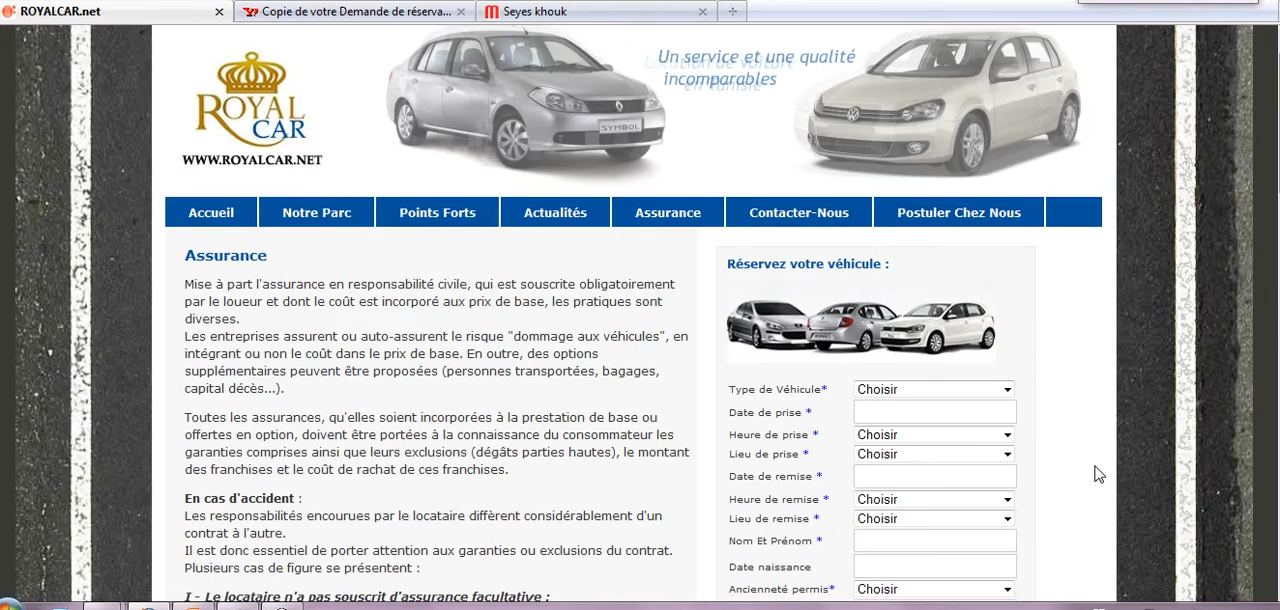 ROYALCAR.net
Copie de votre Demande de réserva...
Seyes khouk
ROYAL
CAR
WWW.ROYALCAR.NET
SYMBOL
Un service et une qualité
incomparables
Location de voiture
en Tunisie
Accueil
Notre Parc
Points Forts
Actualités
Assurance
Contacter-Nous
Postuler Chez Nous
Assurance
Mise à part l'assurance en responsabilité civile, qui est souscrite obligatoirement
par le loueur et dont le coût est incorporé aux prix de base, les pratiques sont
diverses.
Les entreprises assurent ou auto-assurent le risque "dommage aux véhicules", en
intégrant ou non le coût dans le prix de base. En outre, des options
supplémentaires peuvent être proposées (personnes transportées, bagages,
capital décès...).
Toutes les assurances, qu'elles soient incorporées à la prestation de base ou
offertes en option, doivent être portées à la connaissance du consommateur les
garanties comprises ainsi que leurs exclusions (dégâts parties hautes), le montant
des franchises et le coût de rachat de ces franchises.
En cas d'accident :
Les responsabilités encourues par le locataire diffèrent considérablement d'un
contrat à l'autre.
Il est donc essentiel de porter attention aux garanties ou exclusions du contrat.
Plusieurs cas de figure se présentent :
I - Le locataire n'a pas souscrit d'assurance facultative :
Réservez votre véhicule :
Type de Véhicule* Choisir
Date de prise *
Heure de prise * Choisir
Lieu de prise * Choisir
Date de remise *
Heure de remise * Choisir
Lieu de remise * Choisir
Nom Et Prénom *
Date naissance
Ancienneté permis* Choisir